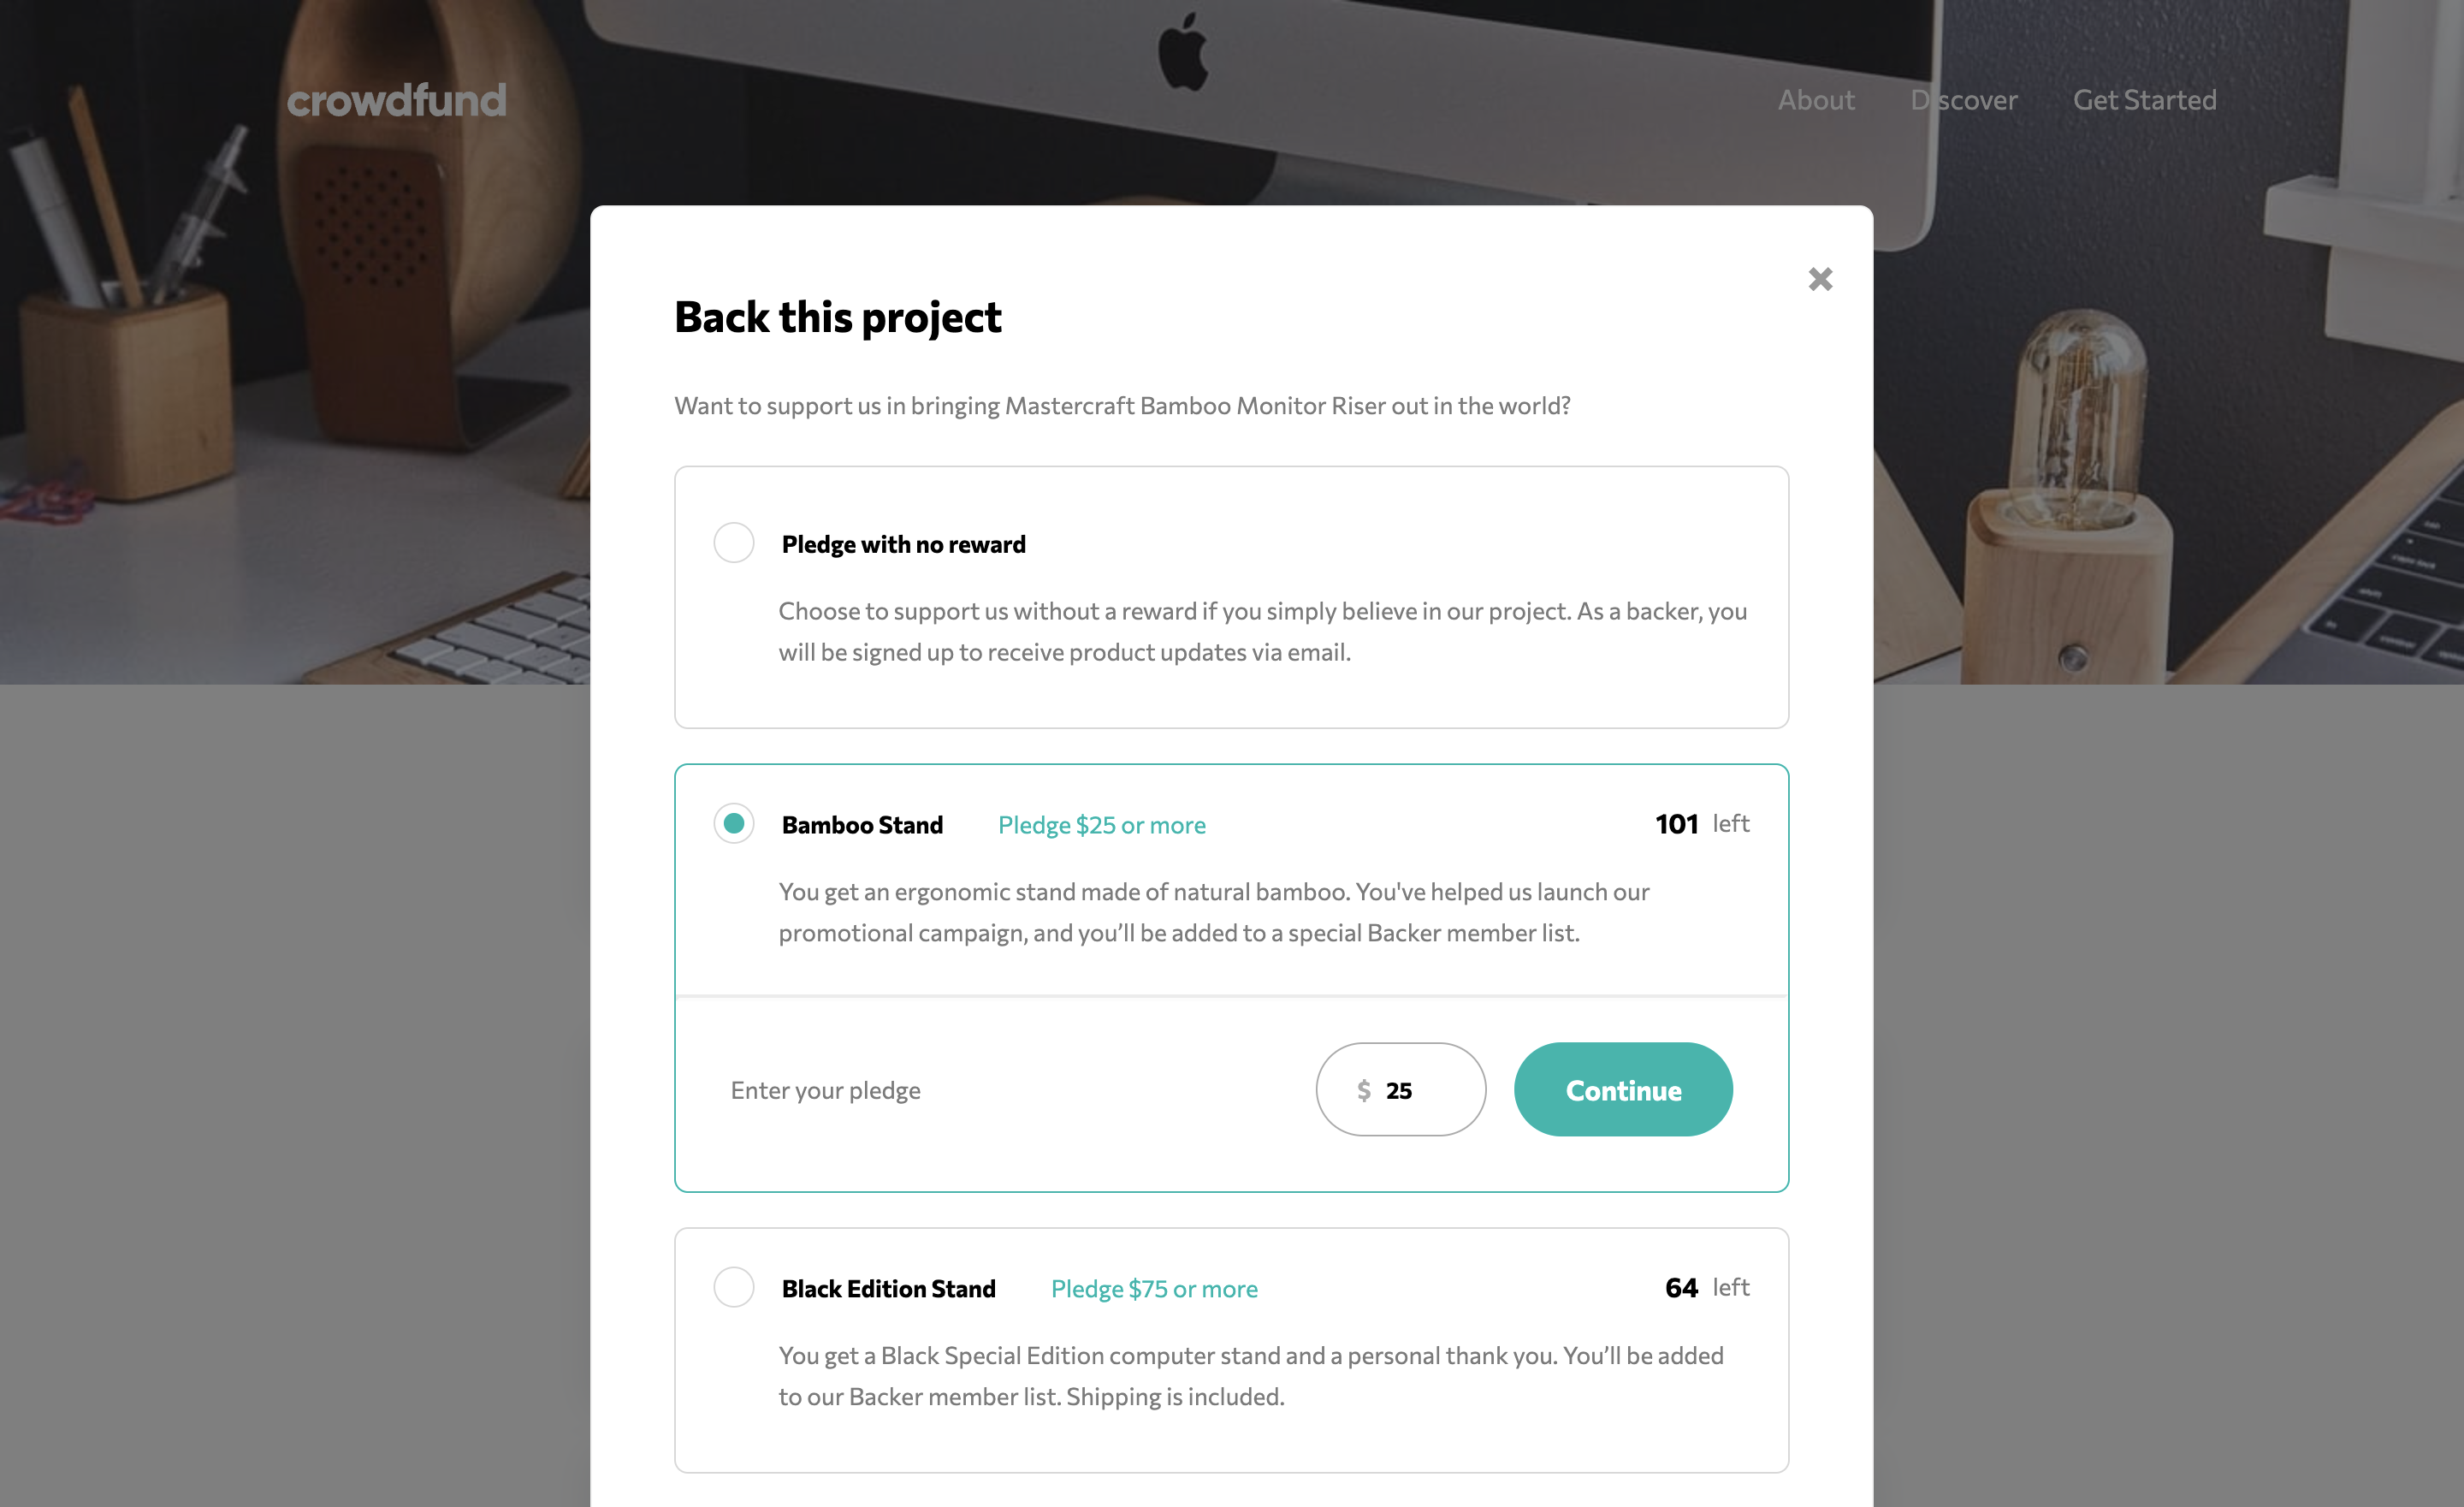 crowdfund
About Discover Get Started
Back this project
Want to support us in bringing Mastercraft Bamboo Monitor Riser out in the world?
Pledge with no reward
Choose to support us without a reward if you simply believe in our project. As a backer, you
will be signed up to receive product updates via email.
Bamboo Stand Pledge $25 or more 101 left
You get an ergonomic stand made of natural bamboo. You've helped us launch our
promotional campaign, and you’ll be added to a special Backer member list.
Enter your pledge $ 25 Continue
Black Edition Stand Pledge $75 or more 64 left
You get a Black Special Edition computer stand and a personal thank you. You’ll be added
to our Backer member list. Shipping is included.